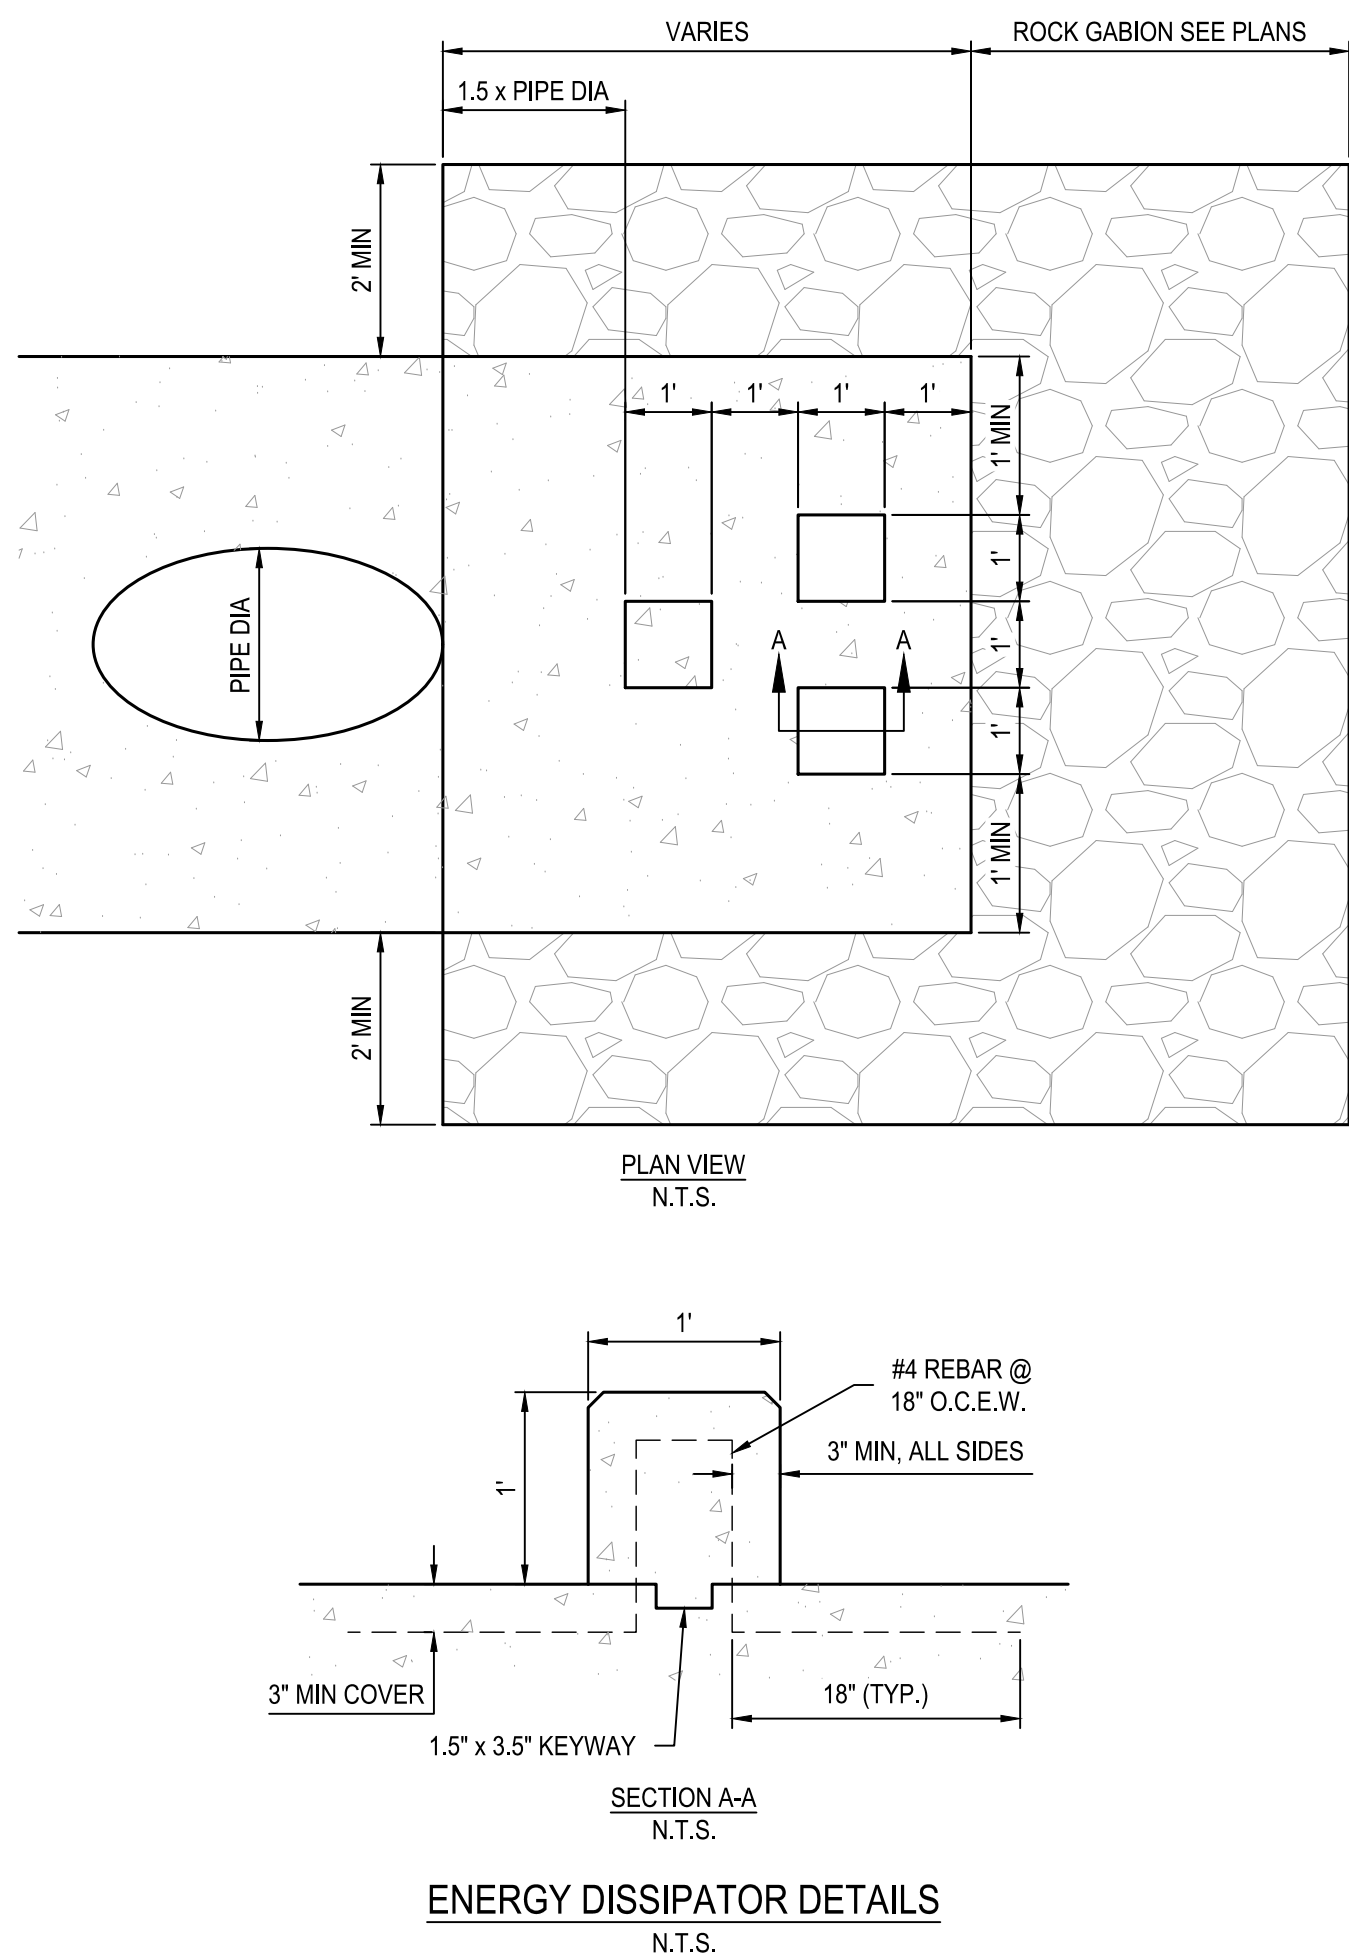 VARIES
ROCK GABION SEE PLANS
1.5 x PIPE DIA
2' MIN
1'
1'
1'
1'
1' MIN
1'
PIPE DIA
A
A
1'
1'
1' MIN
2' MIN
PLAN VIEW
N.T.S.
1'
#4 REBAR @
18" O.C.E.W.
3" MIN, ALL SIDES
1'
3" MIN COVER
18" (TYP.)
1.5" x 3.5" KEYWAY
SECTION A-A
N.T.S.
ENERGY DISSIPATOR DETAILS
N.T.S.